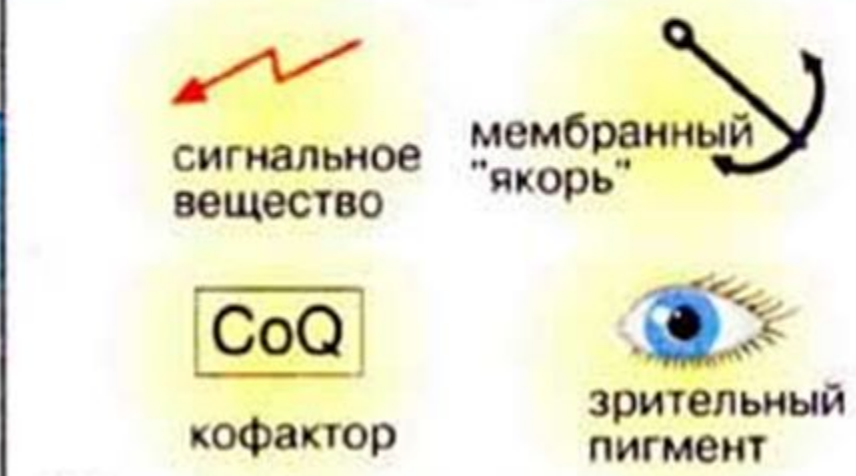 сигнальное
вещество
мембранный
"якорь"
CoQ
кофактор
зрительный
пигмент